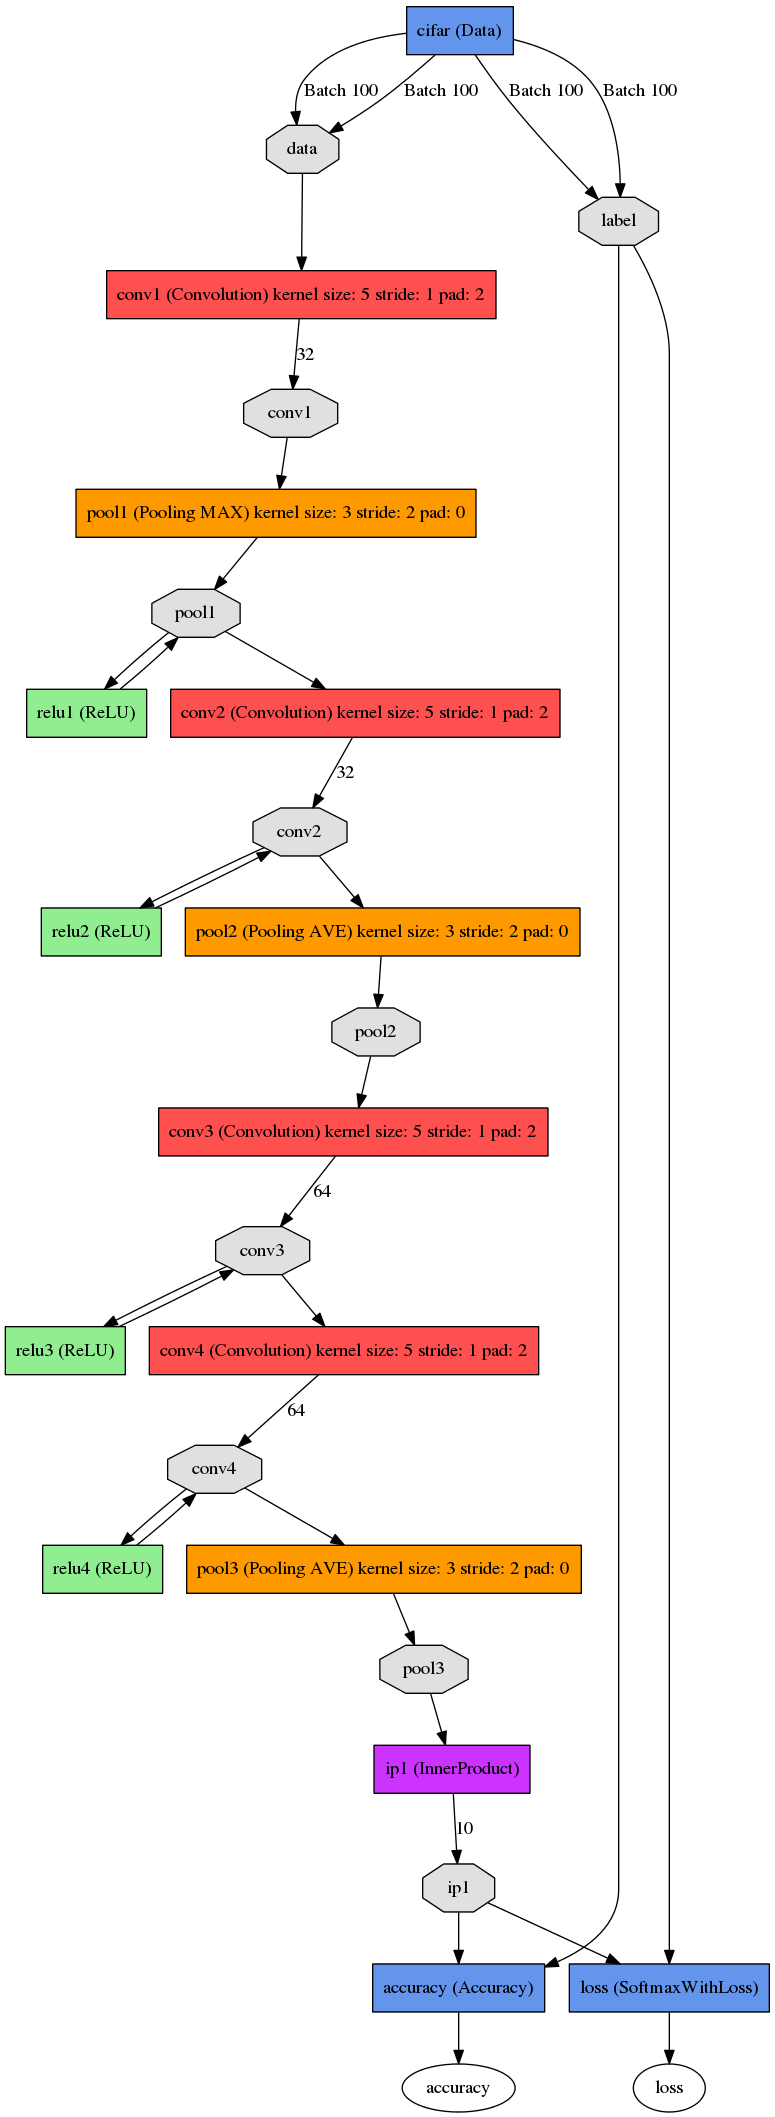 cifar (Data)
Batch 100
Batch 100
Batch 100
Batch 100
data
label
conv1 (Convolution) kernel size: 5 stride: 1 pad: 2
32
conv1
pool1 (Pooling MAX) kernel size: 3 stride: 2 pad: 0
pool1
relu1 (ReLU)
conv2 (Convolution) kernel size: 5 stride: 1 pad: 2
32
conv2
relu2 (ReLU)
pool2 (Pooling AVE) kernel size: 3 stride: 2 pad: 0
pool2
conv3 (Convolution) kernel size: 5 stride: 1 pad: 2
64
conv3
relu3 (ReLU)
conv4 (Convolution) kernel size: 5 stride: 1 pad: 2
64
conv4
relu4 (ReLU)
pool3 (Pooling AVE) kernel size: 3 stride: 2 pad: 0
pool3
ip1 (InnerProduct)
10
ip1
accuracy (Accuracy)
loss (SoftmaxWithLoss)
accuracy
loss